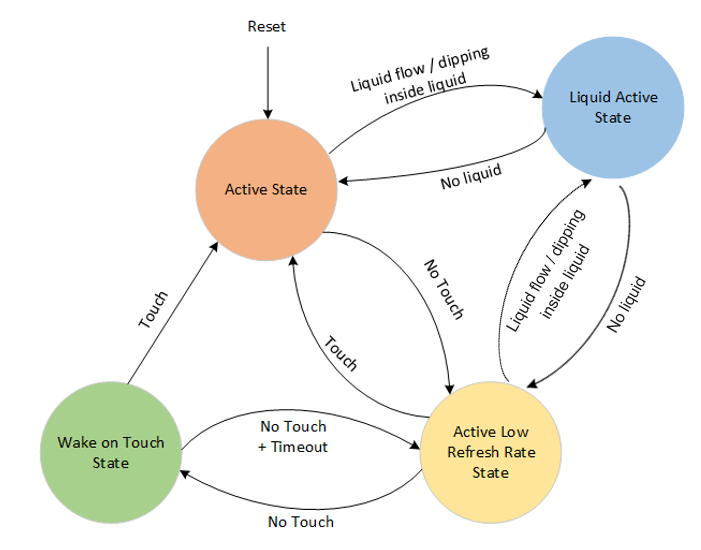 Reset
Liquid flow / dipping
inside liquid
Liquid Active
State
Active State
No liquid
Liquid flow / dipping
inside liquid
No liquid
No Touch
Touch
Touch
Wake on Touch
State
No Touch
+ Timeout
Active Low
Refresh Rate
State
No Touch